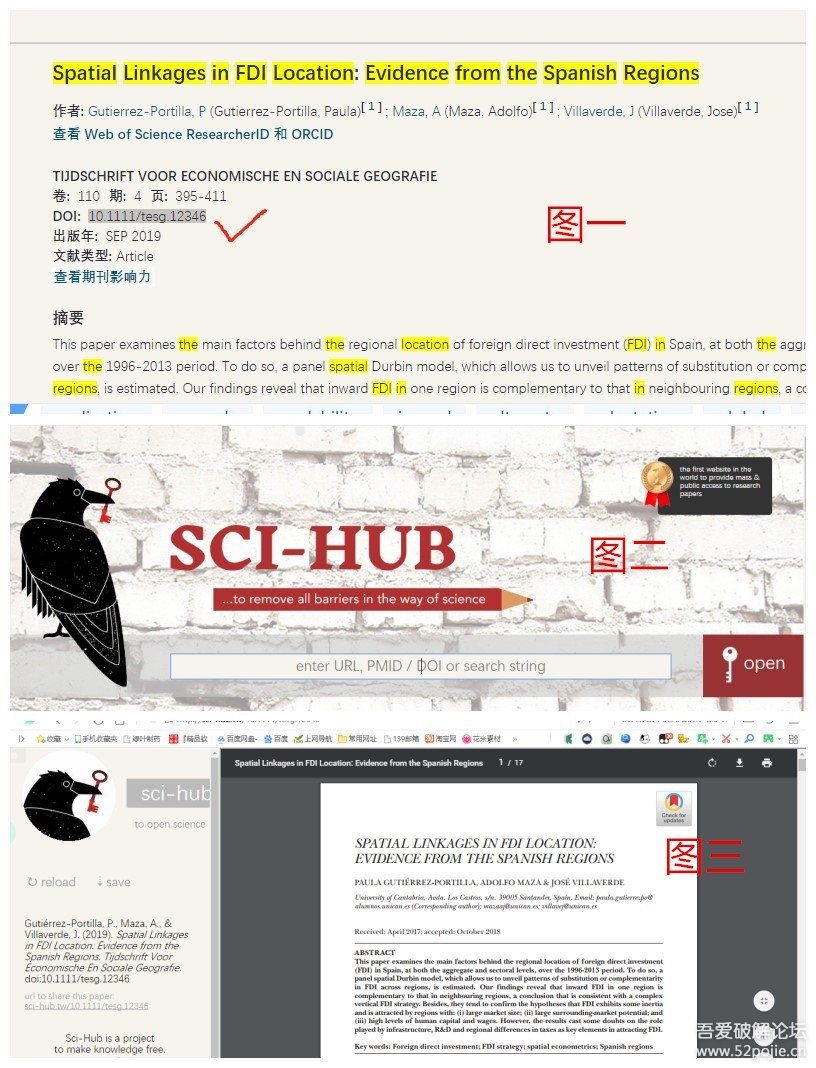 Spatial Linkages in FDI Location: Evidence from the Spanish Regions
作者: Gutierrez-Portilla, P (Gutierrez-Portilla, Paula)[ 1 ] ; Maza, A (Maza, Adolfo)[ 1 ] ; Villaverde, J (Villaverde, Jose)[ 1 ]
查看 Web of Science ResearcherID 和 ORCID
TIJDSCHRIFT VOOR ECONOMISCHE EN SOCIALE GEOGRAFIE
卷: 110 期: 4 页: 395-411
DOI: 10.1111/tesg.12346
图一
出版年: SEP 2019
文献类型: Article
查看期刊影响力
摘要
This paper examines the main factors behind the regional location of foreign direct investment (FDI) in Spain, at both the aggr
over the 1996-2013 period. To do so, a panel spatial Durbin model, which allows us to unveil patterns of substitution or comp
regions, is estimated. Our findings reveal that inward FDI in one region is complementary to that in neighbouring regions, a co
the first website in the
world to provide mass &
public access to research
papers
SCI-HUB
图二
...to remove all barriers in the way of science
enter URL, PMID / DOI or search string
open
收藏 手机收藏夹 绿叶制药 『精品软 百度网盘- 百度 上网导航 常用网址 139邮箱 淘宝网 花米素材 »
Spatial Linkages in FDI Location: Evidence from the Spanish Regions 1 / 17
sci-hub
to open science
reload save
Gutiérrez-Portilla, P., Maza, A., &
Villaverde, J. (2019). Spatial Linkages
in FDI Location: Evidence from the
Spanish Regions. Tijdschrift Voor
Economische En Sociale Geografie.
doi:10.1111/tesg.12346
url to share this paper:
sci-hub.tw/10.1111/tesg.12346
Sci-Hub is a project
to make knowledge free.
Check for
updates
图三
SPATIAL LINKAGES IN FDI LOCATION:
EVIDENCE FROM THE SPANISH REGIONS
PAULA GUTIÉRREZ-PORTILLA, ADOLFO MAZA & JOSÉ VILLAVERDE
University of Cantabria, Avda. Los Castros, s/n. 39005 Santander, Spain. Email: paula.gutierrezpo@
alumnos.unican.es (Corresponding author); mazaaj@unican.es; villavej@unican.es
Received: April 2017; accepted: October 2018
ABSTRACT
This paper examines the main factors behind the regional location of foreign direct investment
(FDI) in Spain, at both the aggregate and sectoral levels, over the 1996-2013 period. To do so, a
panel spatial Durbin model, which allows us to unveil patterns of substitution or complementarity
in FDI across regions, is estimated. Our findings reveal that inward FDI in one region is
complementary to that in neighbouring regions, a conclusion that is consistent with a complex
vertical FDI strategy. Besides, they tend to confirm the hypotheses that FDI exhibits some inertia
and is attracted by regions with: (i) large market size; (ii) large surrounding-market potential; and
(iii) high levels of human capital and wages. However, the results cast some doubts on the role
played by infrastructure, R&D and regional differences in taxes as key elements in attracting FDI.
Key words: Foreign direct investment; FDI strategy; spatial econometrics; Spanish regions
吾爱破解论坛
www.52pojie.cn